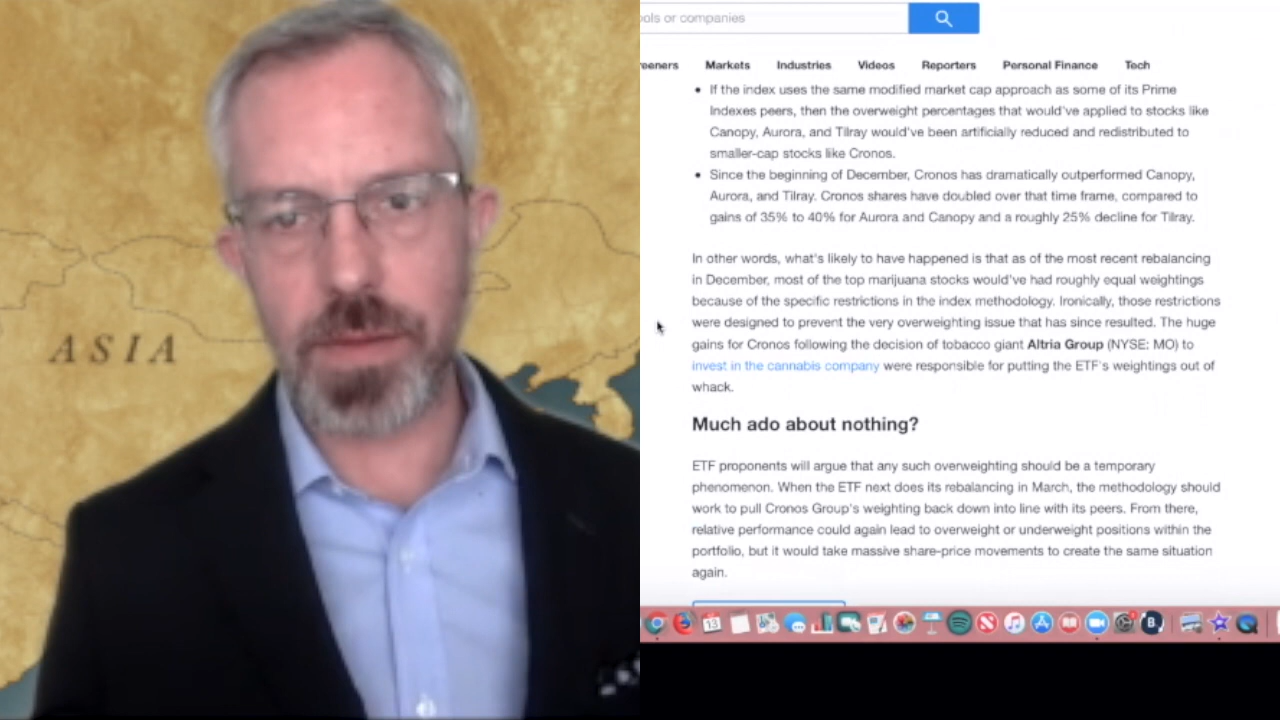 ASIA
ools or companies
reeners Markets Industries Videos Reporters Personal Finance Tech
If the index uses the same modified market cap approach as some of its Prime
Indexes peers, then the overweight percentages that would've applied to stocks like
Canopy, Aurora, and Tilray would've been artificially reduced and redistributed to
smaller-cap stocks like Cronos.
Since the beginning of December, Cronos has dramatically outperformed Canopy,
Aurora, and Tilray. Cronos shares have doubled over that time frame, compared to
gains of 35% to 40% for Aurora and Canopy and a roughly 25% decline for Tilray.
In other words, what's likely to have happened is that as of the most recent rebalancing
in December, most of the top marijuana stocks would've had roughly equal weightings
because of the specific restrictions in the index methodology. Ironically, those restrictions
were designed to prevent the very overweighting issue that has since resulted. The huge
gains for Cronos following the decision of tobacco giant Altria Group (NYSE: MO) to
invest in the cannabis company were responsible for putting the ETF's weightings out of
whack.
Much ado about nothing?
ETF proponents will argue that any such overweighting should be a temporary
phenomenon. When the ETF next does its rebalancing in March, the methodology should
work to pull Cronos Group's weighting back down into line with its peers. From there,
relative performance could again lead to overweight or underweight positions within the
portfolio, but it would take massive share-price movements to create the same situation
again.
13
B